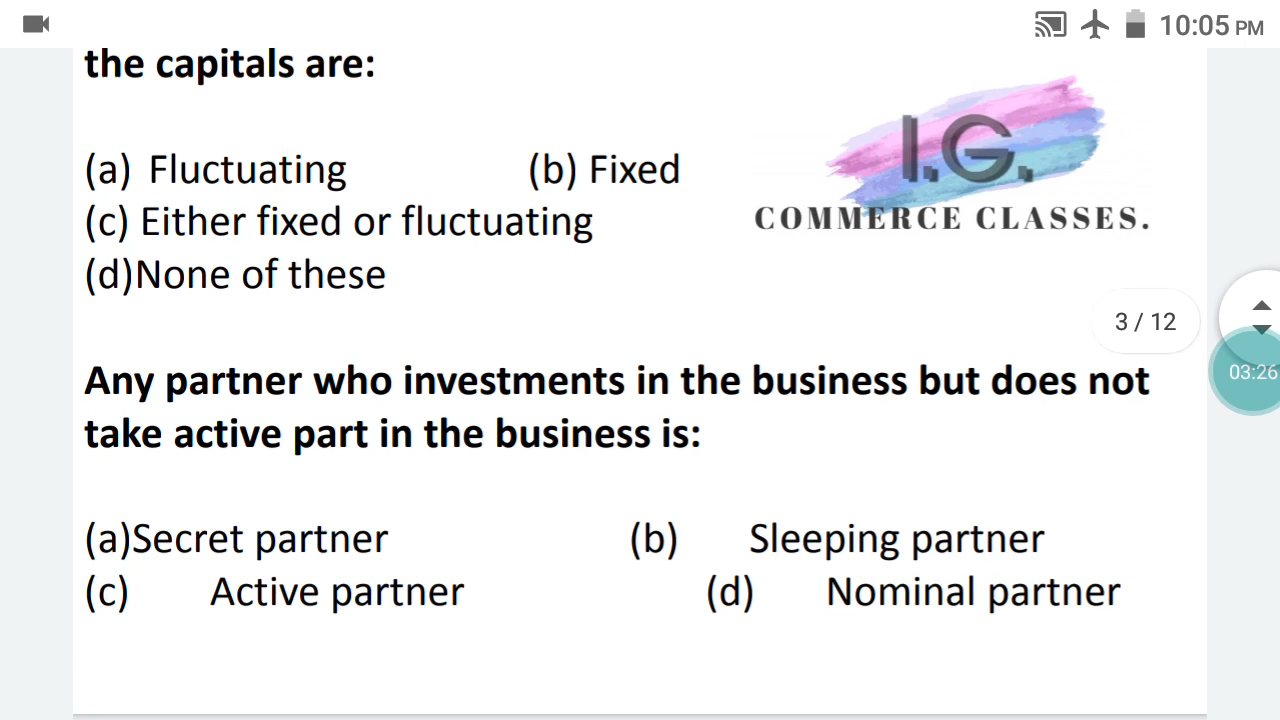 10:05 PM
the capitals are:
I.G.
(a) Fluctuating (b) Fixed
(c) Either fixed or fluctuating
COMMERCE CLASSES.
(d)None of these
3 / 12
03:26
Any partner who investments in the business but does not
take active part in the business is:
(a)Secret partner (b) Sleeping partner
(c) Active partner (d) Nominal partner